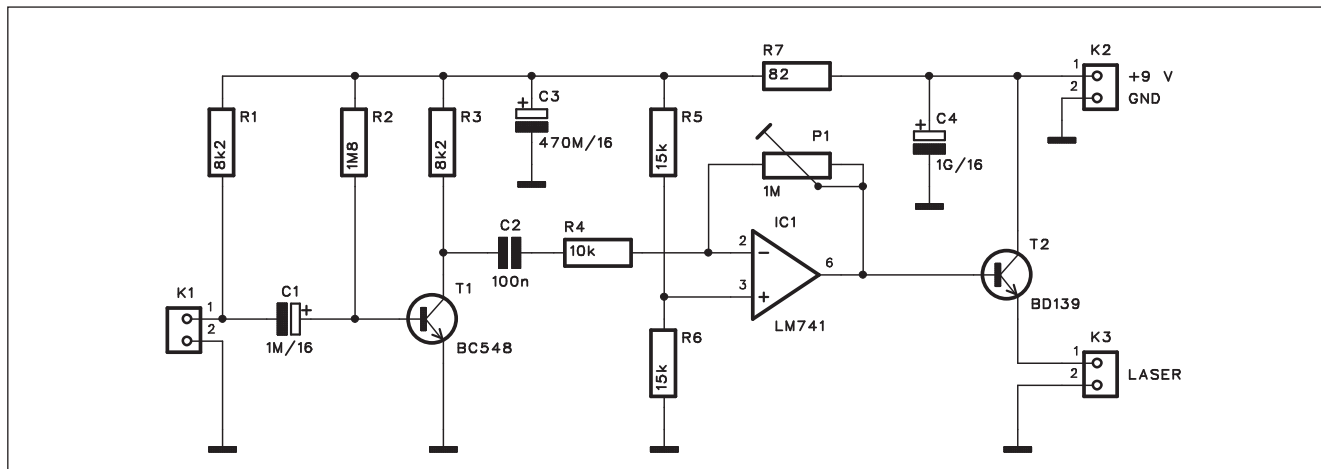 R7
82
K2
1
+9 V
2
GND
R1
8k2
R2
1M8
R3
8k2
+
C3
470M/16
R5
15k
P1
1M
+
C4
1G/16
C2
100n
R4
10k
IC1
2
−
3
+
6
LM741
T2
BD139
K1
1
2
C1
+
1M/16
T1
BC548
R6
15k
K3
1
2
LASER